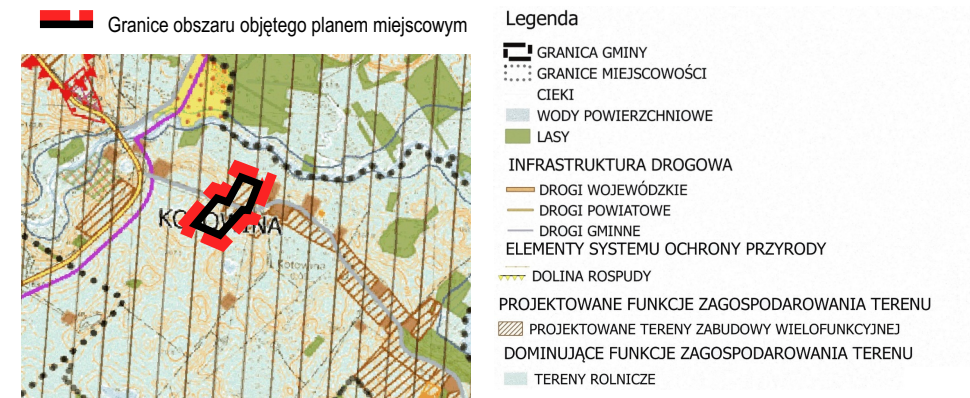 Granice obszaru objętego planem miejscowym
KOTOWINA
Kotowina
Legenda
GRANICA GMINY
GRANICE MIEJSCOWOŚCI
CIEKI
WODY POWIERZCHNIOWE
LASY
INFRASTRUKTURA DROGOWA
DROGI WOJEWÓDZKIE
DROGI POWIATOWE
DROGI GMINNE
ELEMENTY SYSTEMU OCHRONY PRZYRODY
DOLINA ROSPUDY
PROJEKTOWANE FUNKCJE ZAGOSPODAROWANIA TERENU
PROJEKTOWANE TERENY ZABUDOWY WIELOFUNKCYJNEJ
DOMINUJĄCE FUNKCJE ZAGOSPODAROWANIA TERENU
TERENY ROLNICZE